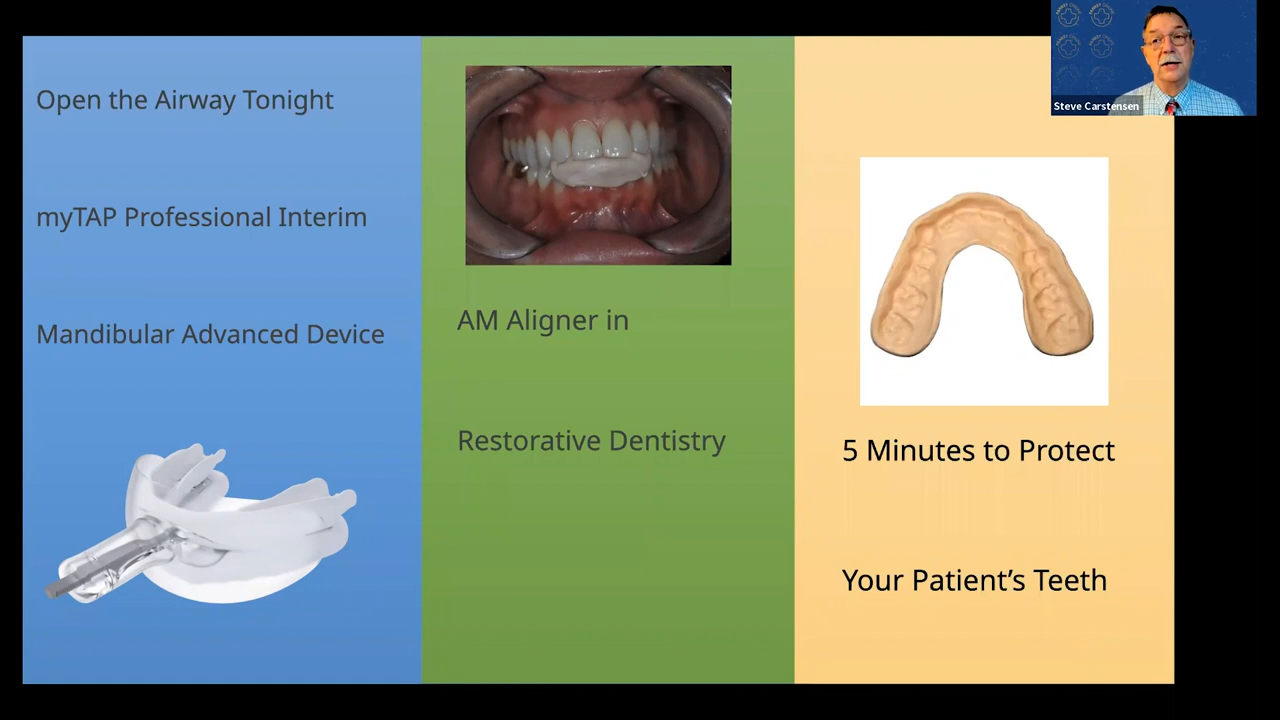 Open the Airway Tonight
myTAP Professional Interim
Mandibular Advanced Device
AM Aligner in
Restorative Dentistry
5 Minutes to Protect
Your Patient's Teeth
Steve Carstensen